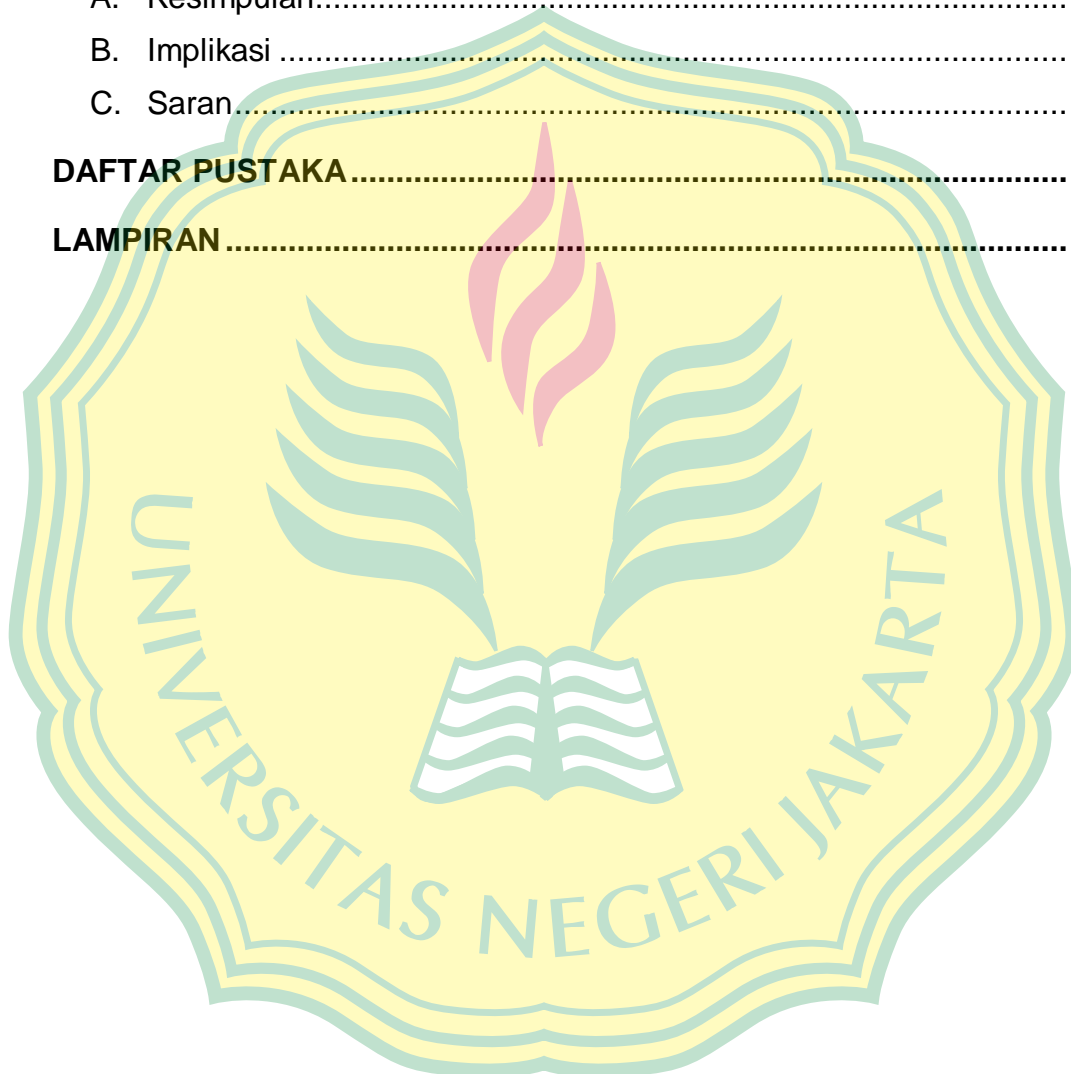 A. Kesimpulan................................................................................
B. Implikasi ....................................................................................
C. Saran.........................................................................................
DAFTAR PUSTAKA.........................................................................
LAMPIRAN ......................................................................................
UNIVERSITAS NEGERI JAKARTA